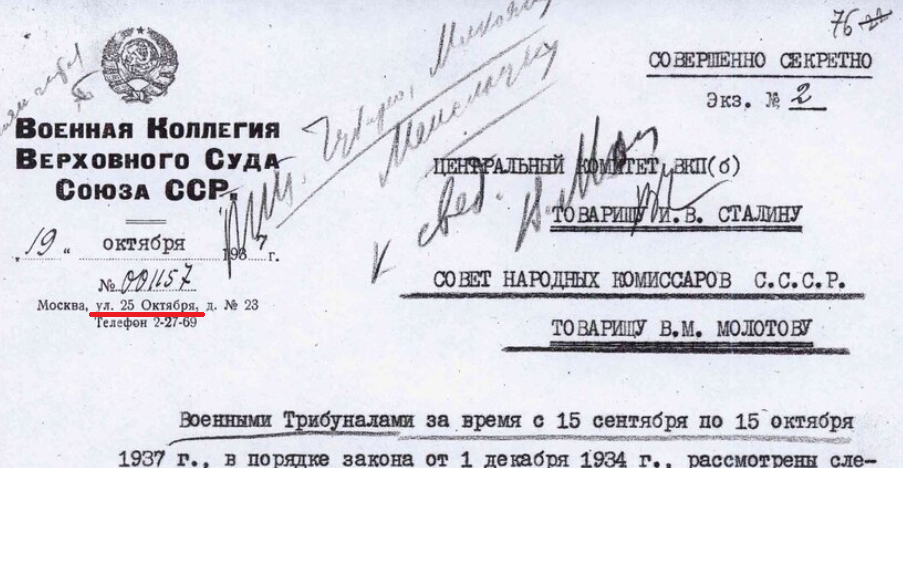 76
СОВЕРШЕННО СЕКРЕТНО
Экз. № 2
ВОЕННАЯ КОЛЛЕГИЯ
ВЕРХОВНОГО СУДА
СОЮЗА ССР.
"19" октября 1937 г.
№ 001157
Москва, ул. 25 Октября, д. № 23
Телефон 2-27-69
К свед.
ЦЕНТРАЛЬНЫЙ КОМИТЕТ ВКП(б)
ТОВАРИЩУ И.В. СТАЛИНУ
СОВЕТ НАРОДНЫХ КОМИССАРОВ С.С.С.Р.
ТОВАРИЩУ В.М. МОЛОТОВУ
Военными Трибуналами за время с 15 сентября по 15 октября
1937 г., в порядке закона от 1 декабря 1934 г., рассмотрены сле-